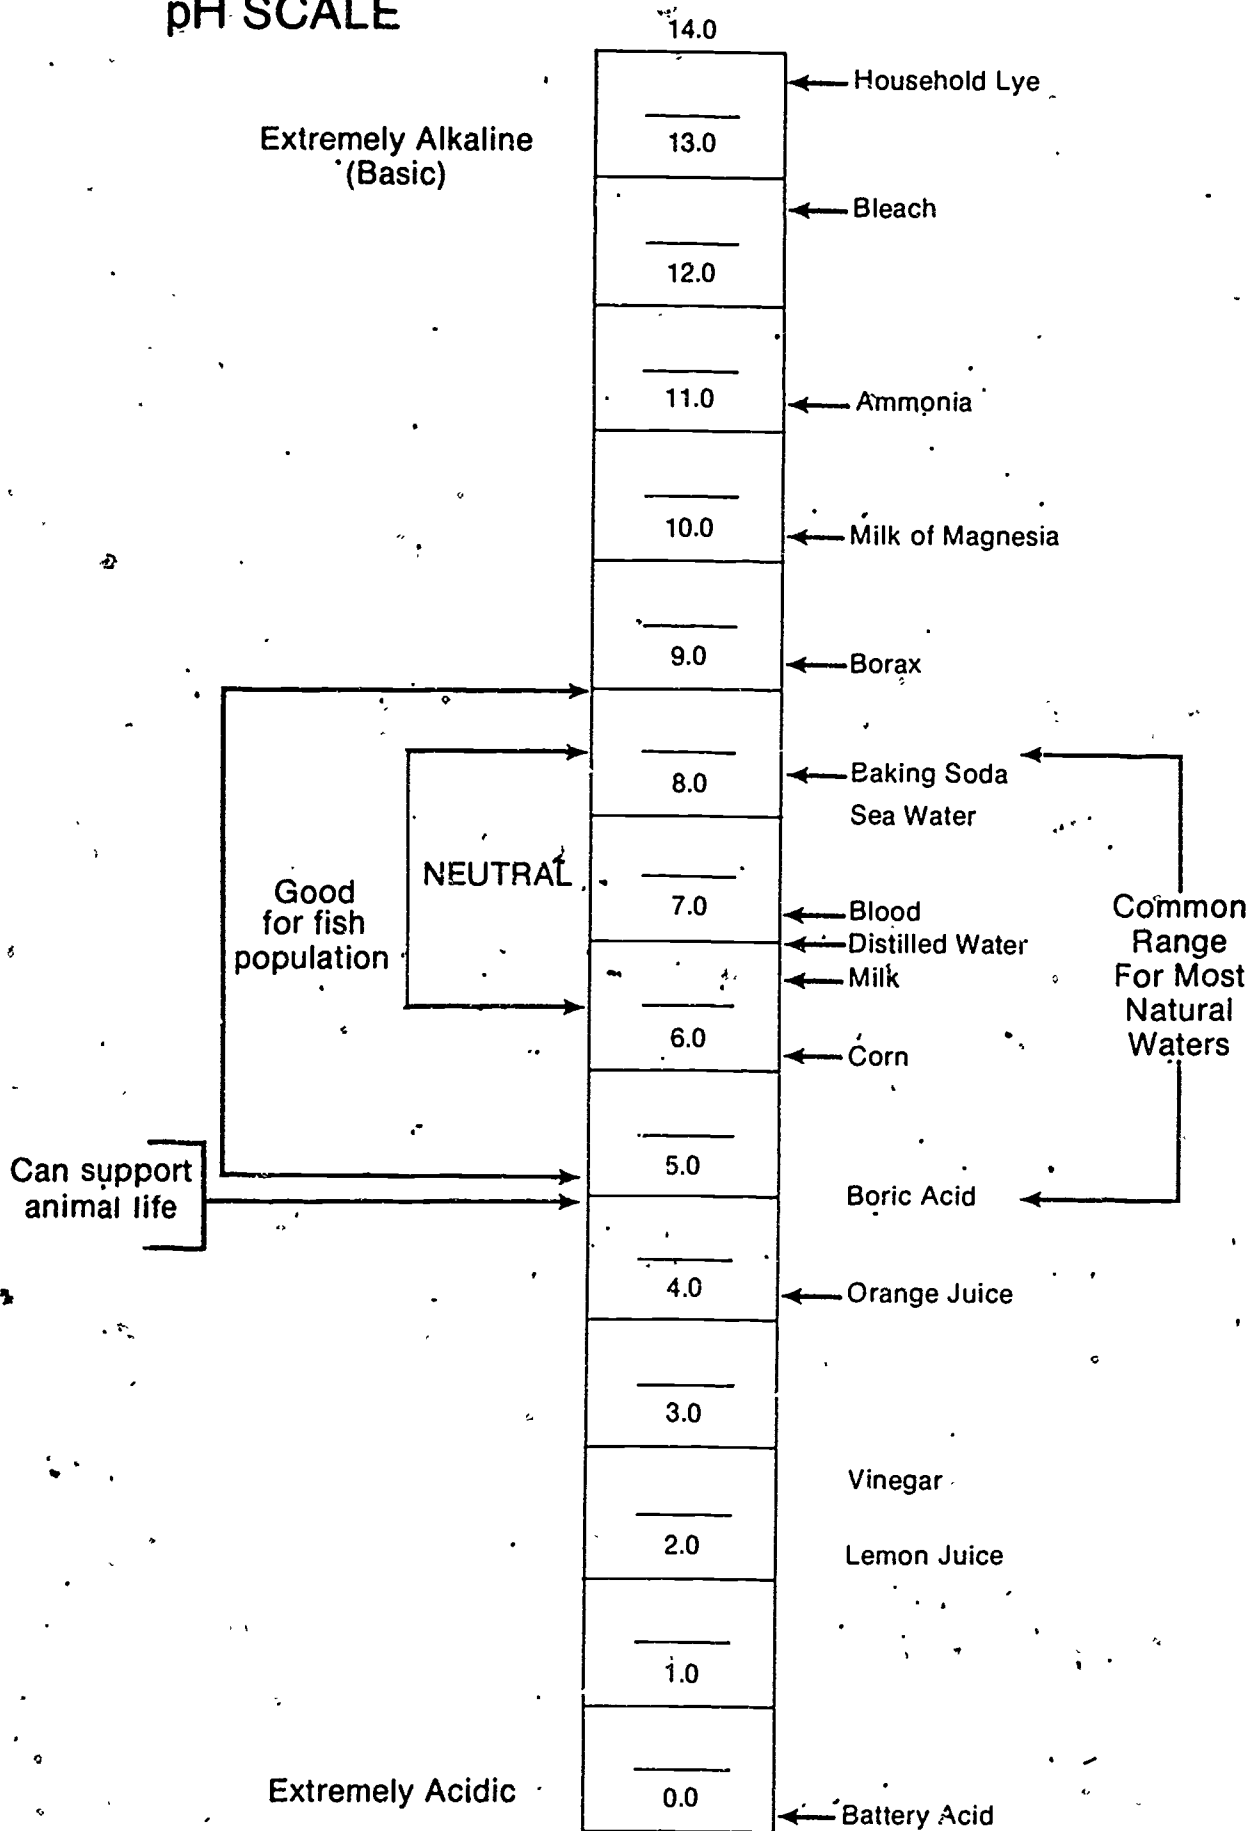 pH SCALE
14.0
Household Lye
Extremely Alkaline
(Basic)
13.0
Bleach
12.0
11.0
Ammonia
10.0
Milk of Magnesia
9.0
Borax
8.0
Baking Soda
Sea Water
NEUTRAL
Good
for fish
population
7.0
Blood
Distilled Water
Milk
Common
Range
For Most
Natural
Waters
6.0
Corn
5.0
Can support
animal life
Boric Acid
4.0
Orange Juice
3.0
Vinegar
2.0
Lemon Juice
1.0
Extremely Acidic
0.0
Battery Acid